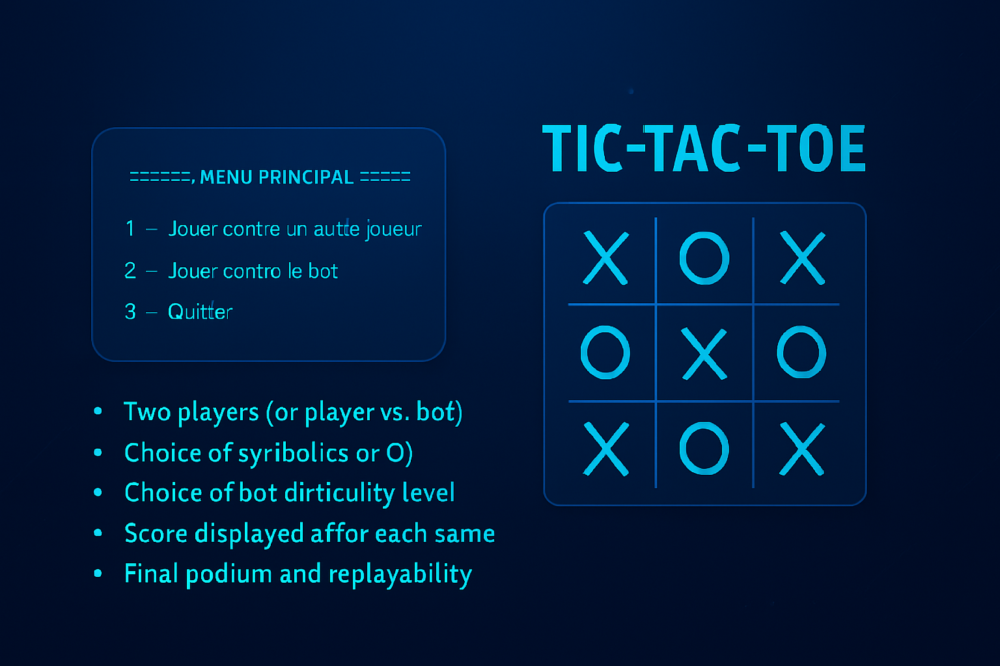 ======, MENU PRINCIPAL =====
1 – Jouer contre un autte joueur
2 – Jouer contro le bot
3 – Quitter
• Two players (or player vs. bot)
• Choice of syribolics or O)
• Choice of bot dirticulity level
• Score displayed affor each same
• Final podium and replayability
TIC-TAC-TOE
X O X
O X O
X O X